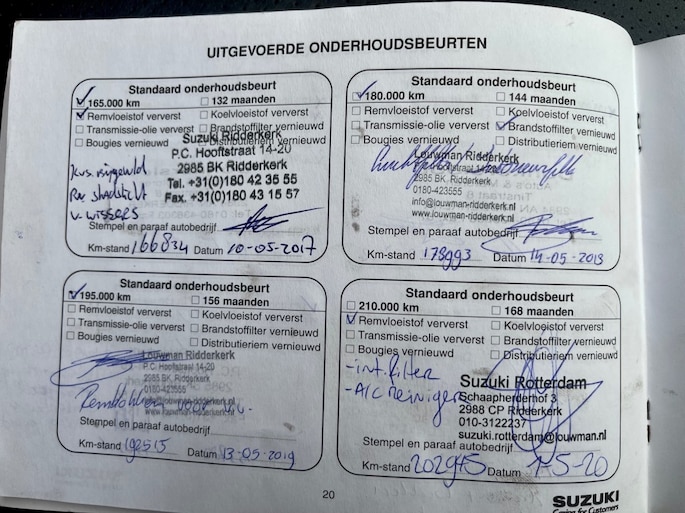 UITGEVOERDE ONDERHOUDSBEURTEN
Standaard onderhoudsbeurt
165.000 km 132 maanden
Remvloeistof ververst Koelvloeistof ververst
Transmissie-olie ververst Brandstoffilter vernieuwd
Bougies vernieuwd Distributieriem vernieuwd
Suzuki Ridderkerk
P.C. Hooftstraat 14-20
2985 BK Ridderkerk
Tel. +31(0)180 42 35 55
Fax. +31(0)180 43 15 57
v. wissers
Stempel en paraaf autobedrijf
Km-stand 166834 Datum 10-05-2017
Standaard onderhoudsbeurt
180.000 km 144 maanden
Remvloeistof ververst Koelvloeistof ververst
Transmissie-olie ververst Brandstoffilter vernieuwd
Bougies vernieuwd Distributieriem vernieuwd
Louwman Ridderkerk
2985 BK, Ridderkerk
0180-423555
info@louwman-ridderkerk.nl
www.louwman-ridderkerk.nl
Stempel en paraaf autobedrijf
Km-stand 178993 Datum 14-05-2018
Standaard onderhoudsbeurt
195.000 km 156 maanden
Remvloeistof ververst Koelvloeistof ververst
Transmissie-olie ververst Brandstoffilter vernieuwd
Bougies vernieuwd Distributieriem vernieuwd
Louwman Ridderkerk
P.C. Hooftstraat 14-20
2985 BK, Ridderkerk
0180-423555
Stempel en paraaf autobedrijf
Km-stand 192515 Datum 13-05-2019
Standaard onderhoudsbeurt
210.000 km 168 maanden
Remvloeistof ververst Koelvloeistof ververst
Transmissie-olie ververst Brandstoffilter vernieuwd
Bougies vernieuwd Distributieriem vernieuwd
- int. filter
- A/C Reiniger
Suzuki Rotterdam
Schaapherderhof 3
2988 CP Ridderkerk
010-3122237
suzuki.rotterdam@louwman.nl
Stempel en paraaf autobedrijf
Km-stand 202945 Datum 1-5-20
20
SUZUKI
Caring for Customers